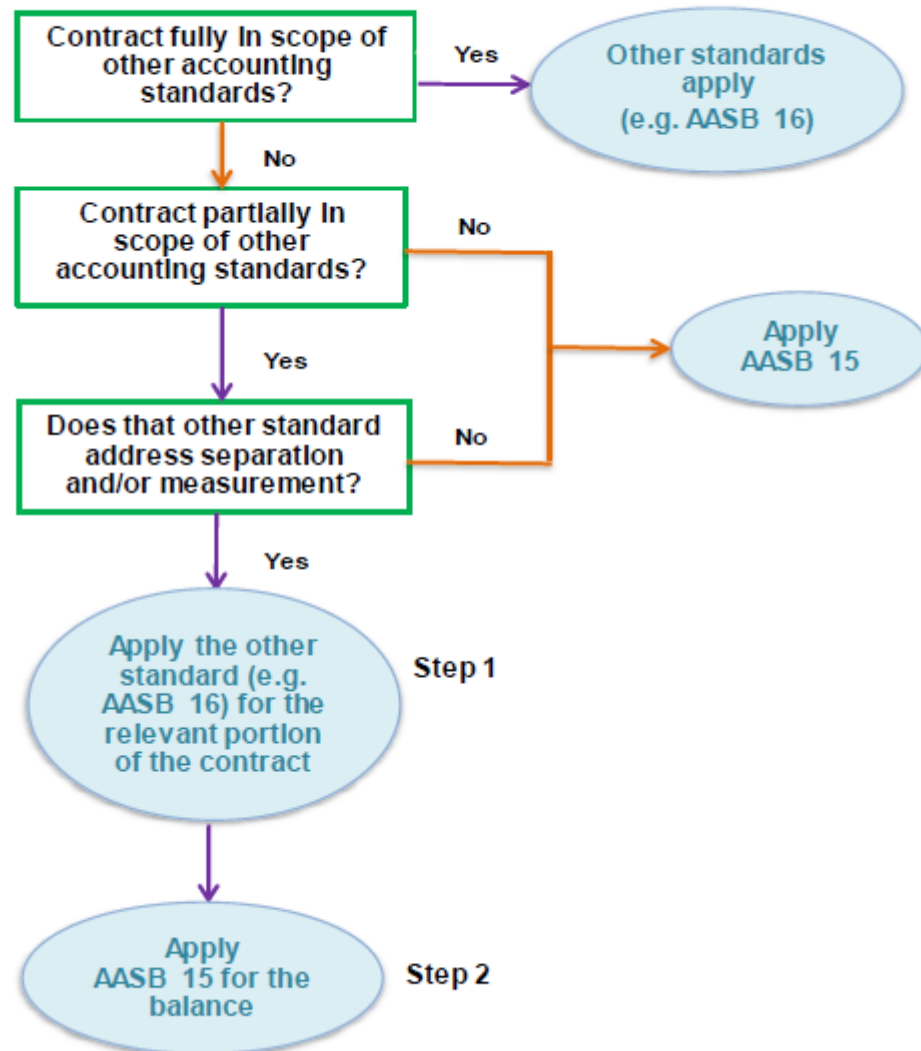 Contract fully In scope of
other accounting
standards?
Yes
Other standards
apply
(e.g. AASB 16)
No
Contract partially In
scope of other
accounting standards?
No
Apply
AASB 15
Yes
Does that other standard
address separation
and/or measurement?
No
Yes
Apply the other
standard (e.g.
AASB 16) for the
relevant portion
of the contract
Step 1
Apply
AASB 15 for the
balance
Step 2